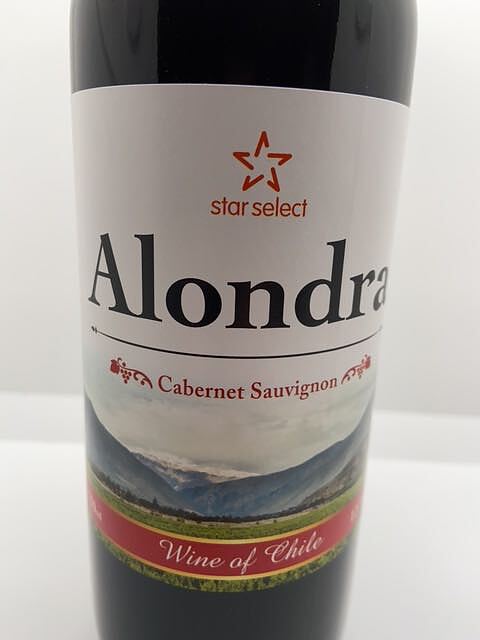 star select
Alondra
Cabernet Sauvignon
Wine of Chile